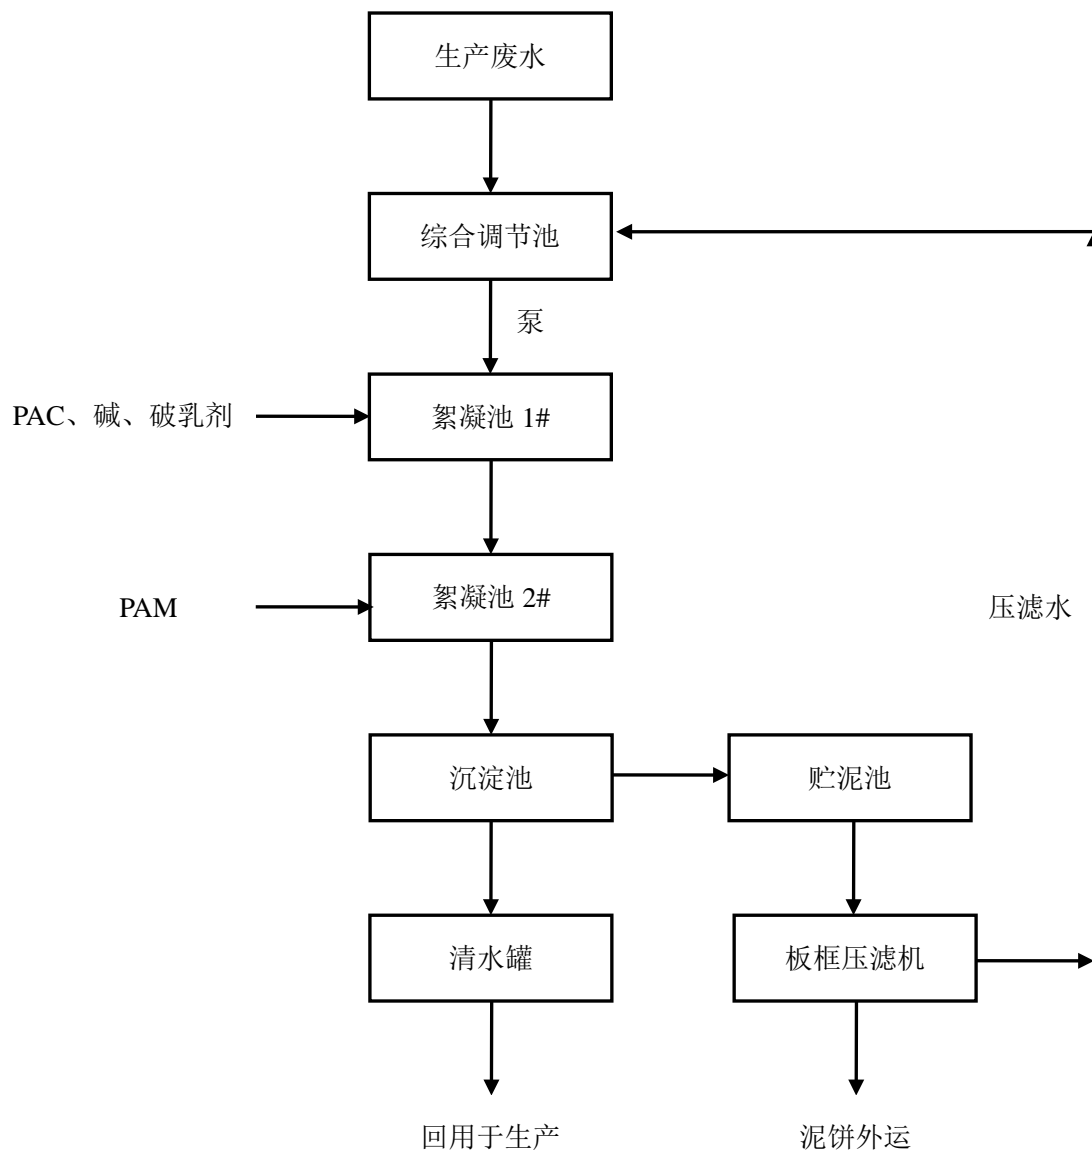 生产废水
综合调节池
泵
PAC、碱、破乳剂
絮凝池 1#
PAM
絮凝池 2#
压滤水
沉淀池
贮泥池
清水罐
板框压滤机
回用于生产
泥饼外运